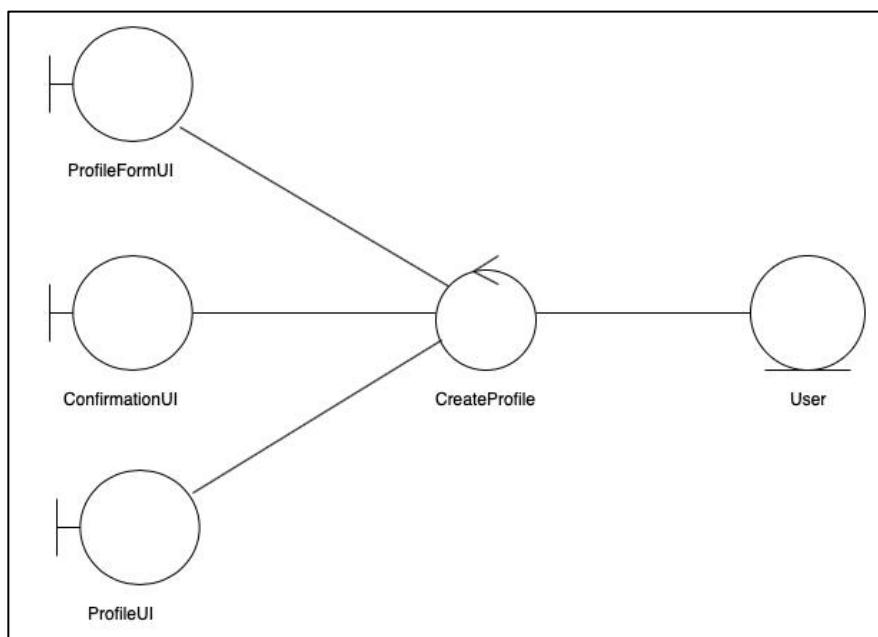 ProfileFormUI
ConfirmationUI
CreateProfile
User
ProfileUI